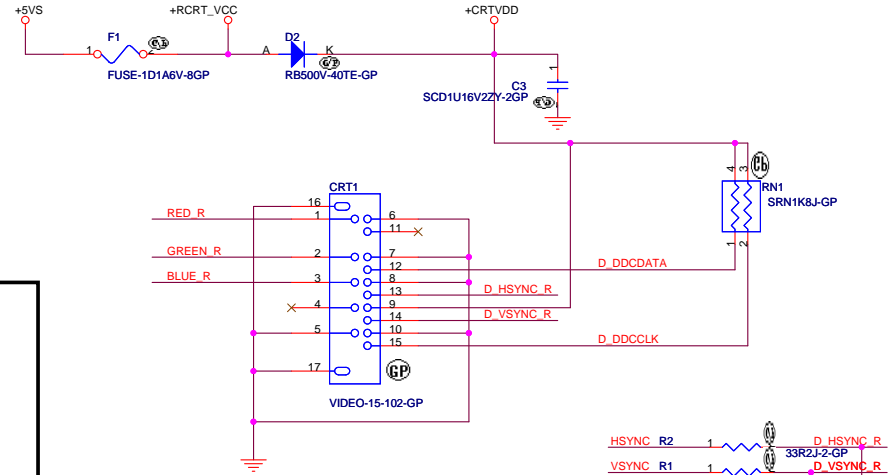 +5VS +RCRT_VCC +CRTVDD
F1 D2
1 2 A K
FUSE-1D1A6V-8GP RB500V-40TE-GP
1
C3
SCD1U16V2ZY-2GP
4 3
RN1
SRN1K8J-GP
1 2
CRT1
16
RED_R 1 6
11
GREEN_R 2 7
12 D_DDCDATA
BLUE_R 3 8
13 D_HSYNC_R
4 9
14 D_VSYNC_R
5 10
15 D_DDCCLK
17 GP
VIDEO-15-102-GP
HSYNC R2 1 D_HSYNC_R
33R2J-2-GP
VSYNC R1 1 D_VSYNC_R